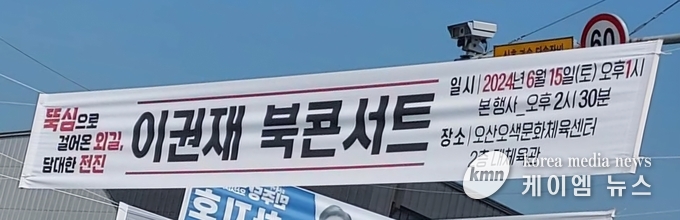 뚝심으로
걸어온 외길,
담대한 전진
이권재 북콘서트
일시 | 2024년 6월 15일(토) 오후1시
본 행사_오후 2시 30분
장소 | 오산오색문화체육센터
2층 대체육관
60
kmn
korea media news
케이엠 뉴스